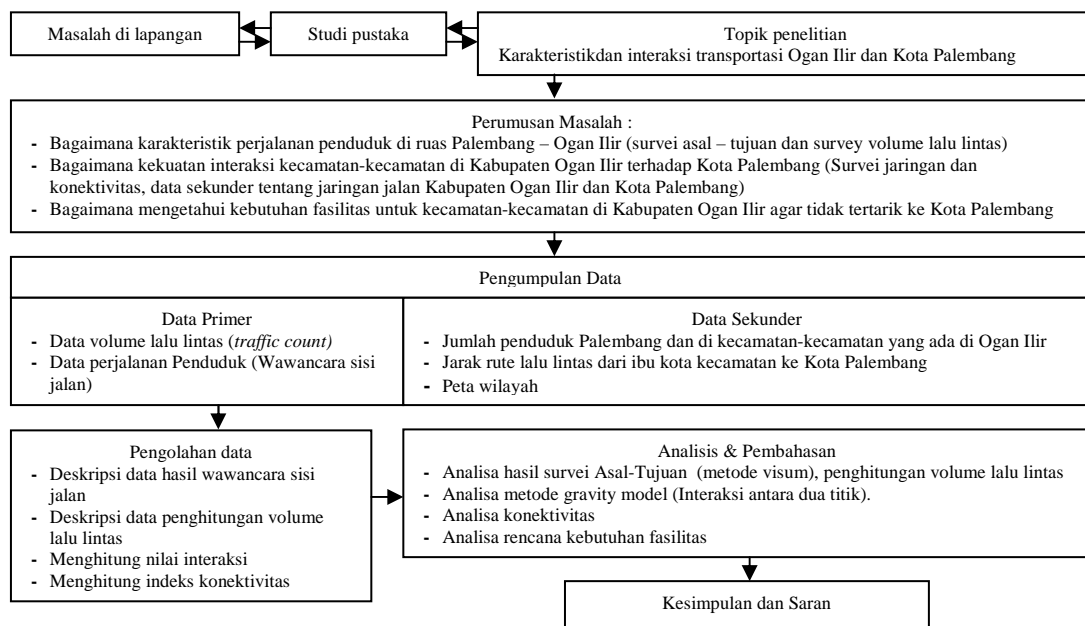 Masalah di lapangan
Studi pustaka
Topik penelitian
Karakteristikdan interaksi transportasi Ogan Ilir dan Kota Palembang
Perumusan Masalah :
- Bagaimana karakteristik perjalanan penduduk di ruas Palembang – Ogan Ilir (survei asal – tujuan dan survey volume lalu lintas)
- Bagaimana kekuatan interaksi kecamatan-kecamatan di Kabupaten Ogan Ilir terhadap Kota Palembang (Survei jaringan dan
konektivitas, data sekunder tentang jaringan jalan Kabupaten Ogan Ilir dan Kota Palembang)
- Bagaimana mengetahui kebutuhan fasilitas untuk kecamatan-kecamatan di Kabupaten Ogan Ilir agar tidak tertarik ke Kota Palembang
Pengumpulan Data
Data Primer
- Data volume lalu lintas (traffic count)
- Data perjalanan Penduduk (Wawancara sisi
jalan)
Data Sekunder
- Jumlah penduduk Palembang dan di kecamatan-kecamatan yang ada di Ogan Ilir
- Jarak rute lalu lintas dari ibu kota kecamatan ke Kota Palembang
- Peta wilayah
Pengolahan data
- Deskripsi data hasil wawancara sisi
jalan
- Deskripsi data penghitungan volume
lalu lintas
- Menghitung nilai interaksi
- Menghitung indeks konektivitas
Analisis & Pembahasan
- Analisa hasil survei Asal-Tujuan (metode visum), penghitungan volume lalu lintas
- Analisa metode gravity model (Interaksi antara dua titik).
- Analisa konektivitas
- Analisa rencana kebutuhan fasilitas
Kesimpulan dan Saran